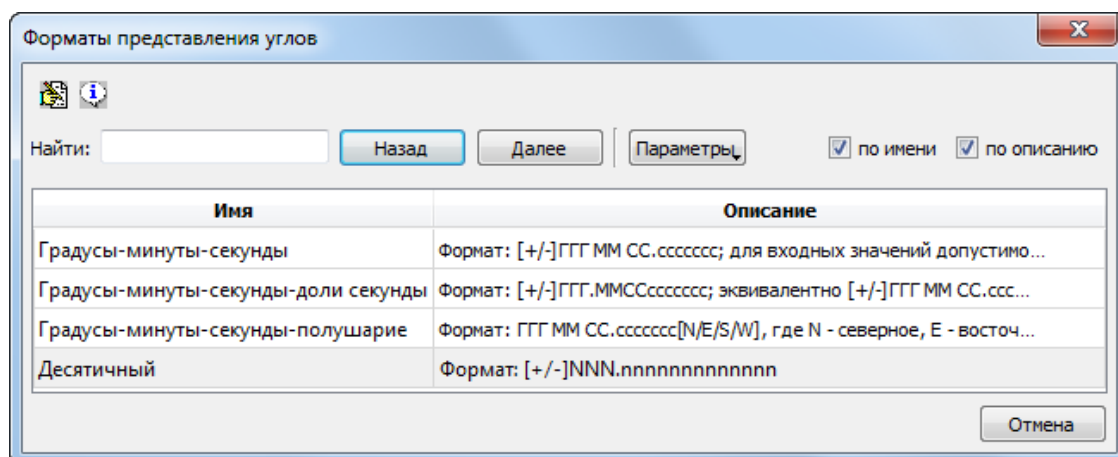 Форматы представления углов
Найти: Назад Далее Параметры по имени по описанию
Имя Описание
Градусы-минуты-секунды Формат: [+/-]ГГГ ММ СС.ссссссс; для входных значений допустимо...
Градусы-минуты-секунды-доли секунды Формат: [+/-]ГГГ.ММССссссссс; эквивалентно [+/-]ГГГ ММ СС.ссс...
Градусы-минуты-секунды-полушарие Формат: ГГГ ММ СС.ссссссс[N/E/S/W], где N - северное, E - восточ...
Десятичный Формат: [+/-]NNN.nnnnnnnnnnnnn
Отмена